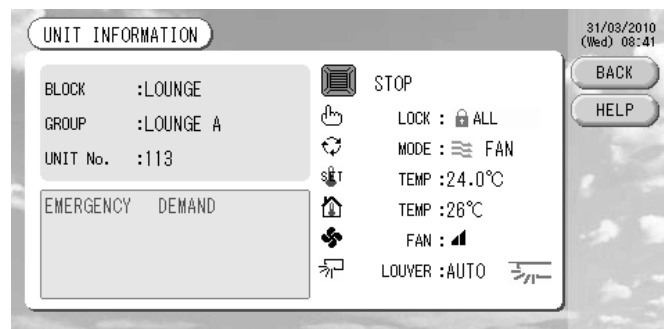 UNIT INFORMATION
31/03/2010
(Wed) 08:41
BACK
HELP
BLOCK :LOUNGE
GROUP :LOUNGE A
UNIT No. :113
EMERGENCY DEMAND
STOP
LOCK : ALL
MODE : FAN
S T TEMP :24.0°C
TEMP :26°C
FAN :
LOUVER :AUTO